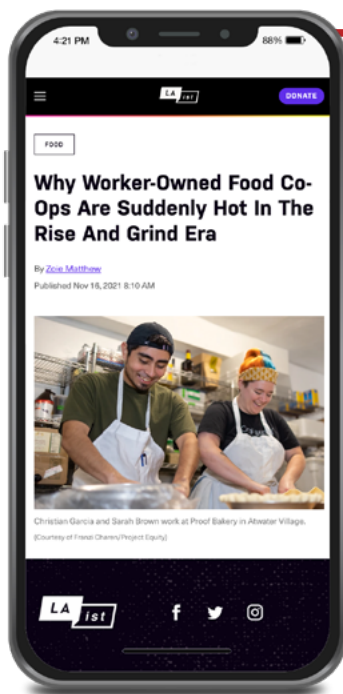 4:21 PM
88%
LA
ist
DONATE
FOOD
Why Worker-Owned Food Co-
Ops Are Suddenly Hot In The
Rise And Grind Era
By Zoie Matthew
Published Nov 16, 2021 8:10 AM
Christian Garcia and Sarah Brown work at Proof Bakery in Atwater Village.
(Courtesy of Franzi Charen/Project Equity)
LA
ist